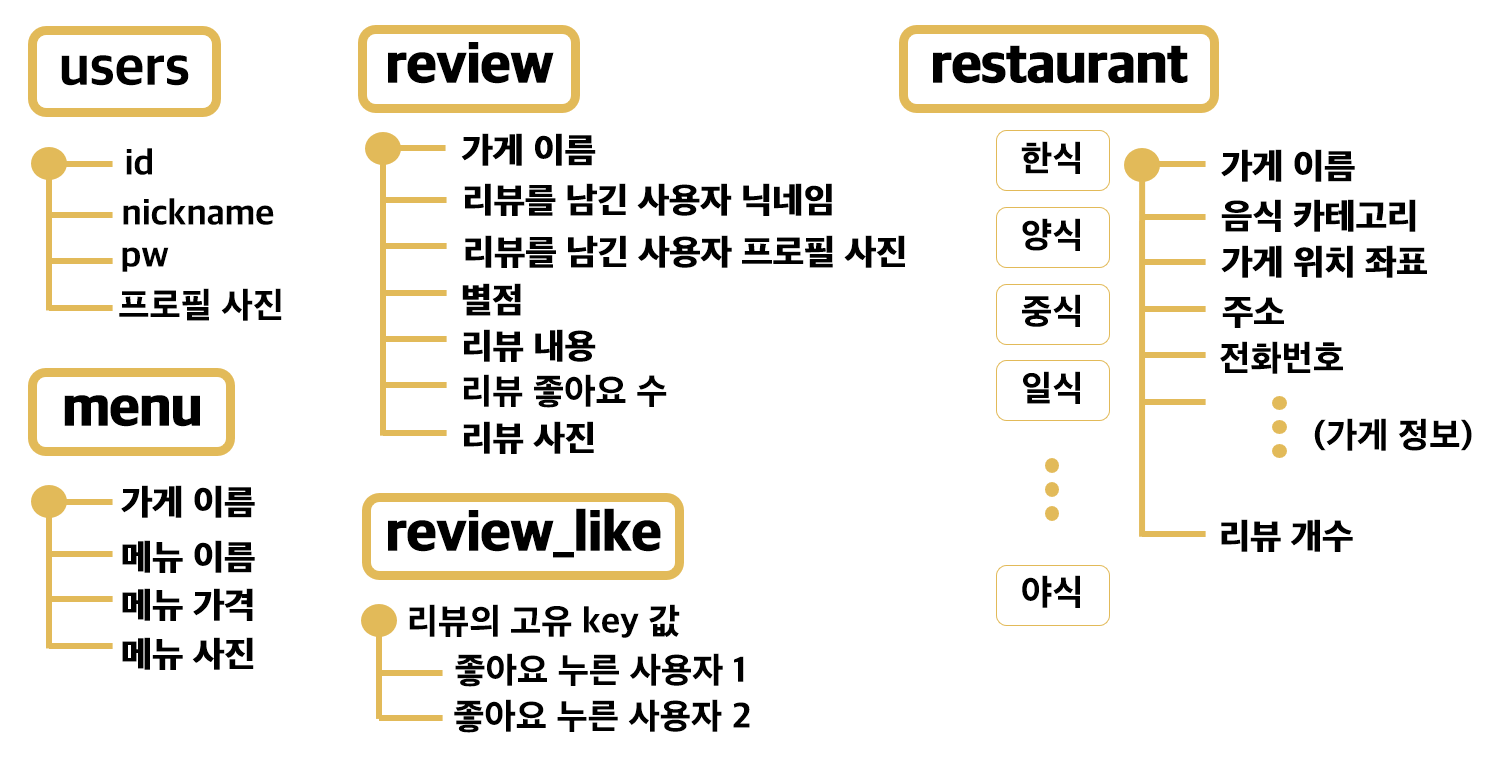 users
id
nickname
pw
프로필 사진
menu
가게 이름
메뉴 이름
메뉴 가격
메뉴 사진
review
가게 이름
리뷰를 남긴 사용자 닉네임
리뷰를 남긴 사용자 프로필 사진
별점
리뷰 내용
리뷰 좋아요 수
리뷰 사진
review_like
리뷰의 고유 key 값
좋아요 누른 사용자 1
좋아요 누른 사용자 2
restaurant
한식
양식
중식
일식
야식
가게 이름
음식 카테고리
가게 위치 좌표
주소
전화번호
(가게 정보)
리뷰 개수